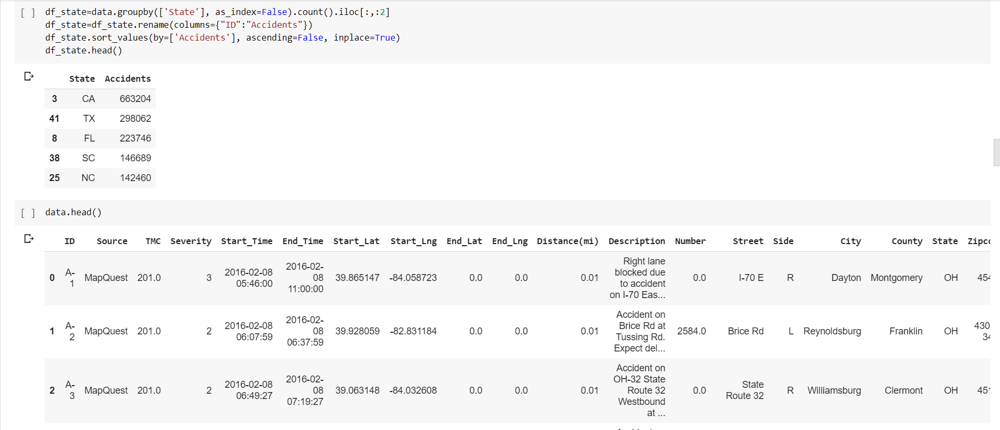 [ ] df_state=data.groupby(['State'], as_index=False).count().iloc[:,:2]
df_state=df_state.rename(columns={"ID":"Accidents"})
df_state.sort_values(by=['Accidents'], ascending=False, inplace=True)
df_state.head()
State Accidents
3 CA 663204
41 TX 298062
8 FL 223746
38 SC 146689
25 NC 142460
[ ] data.head()
ID Source TMC Severity Start_Time End_Time Start_Lat Start_Lng End_Lat End_Lng Distance(mi) Description Number Street Side City County State
Right lane
2016-02-
A- 2016-02-08 blocked due
0 MapQuest 201.0 3 08 39.865147 -84.058723 0.0 0.0 0.01 0.0 I-70 E R Dayton Montgomery OH
1 05:46:00 to accident
11:00:00
on I-70 Eas...
Accident on
2016-02-
A- 2016-02-08 Brice Rd at
1 MapQuest 201.0 2 08 39.928059 -82.831184 0.0 0.0 0.01 2584.0 Brice Rd L Reynoldsburg Franklin OH
2 06:07:59 Tussing Rd.
06:37:59
Expect del...
Accident on
2016-02-
A- 2016-02-08 OH-32 State State
2 MapQuest 201.0 2 08 39.063148 -84.032608 0.0 0.0 0.01 Route 32 0.0 R Williamsburg Clermont OH
3 06:49:27 Westbound Route 32
07:19:27
at ...